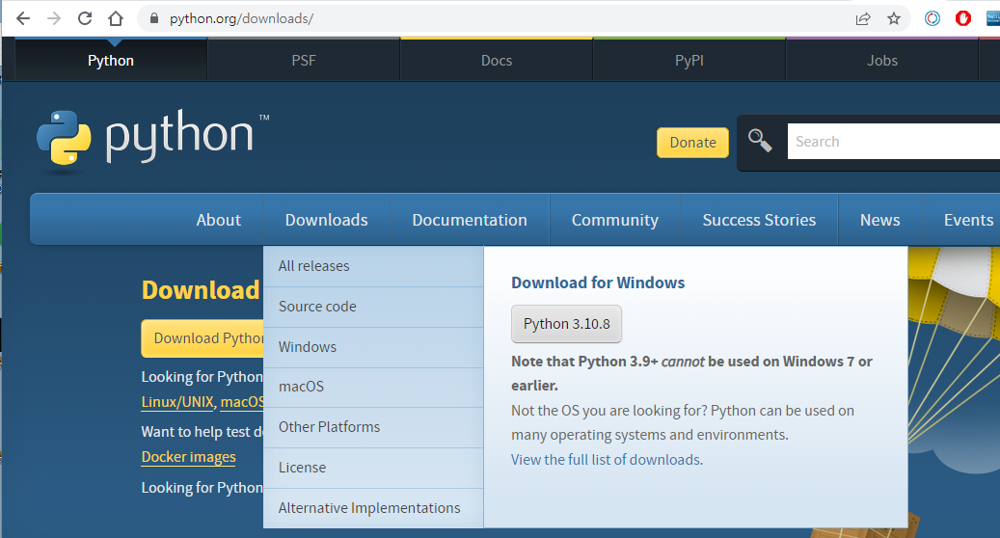 python.org/downloads/
Python PSF Docs PyPI Jobs
python™
Donate
Search
About Downloads Documentation Community Success Stories News Events
All releases
Source code
Windows
macOS
Other Platforms
License
Alternative Implementations
Download for Windows
Python 3.10.8
Note that Python 3.9+ cannot be used on Windows 7 or
earlier.
Not the OS you are looking for? Python can be used on
many operating systems and environments.
View the full list of downloads.
Download
Download Python
Looking for Python
Linux/UNIX, macOS
Want to help test
Docker images
Looking for Python